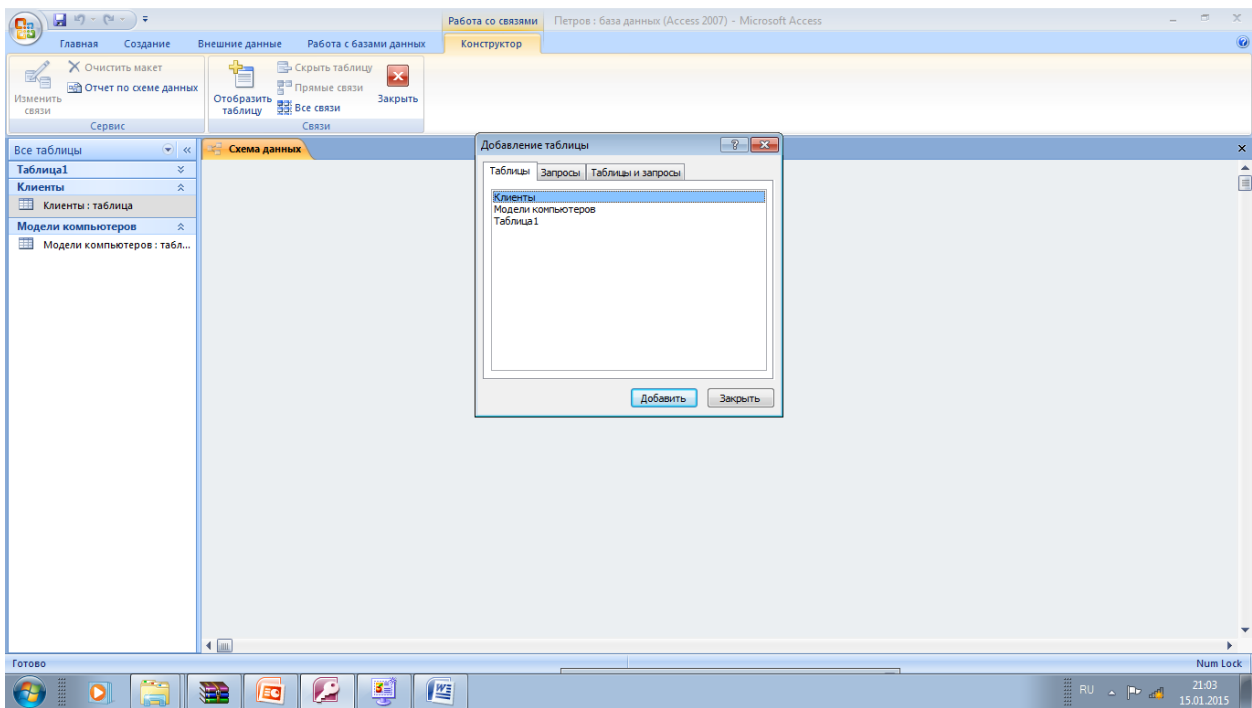 Работа со связями Петров : база данных (Access 2007) - Microsoft Access
Главная Создание Внешние данные Работа с базами данных Конструктор
Изменить связи
Очистить макет
Отчет по схеме данных
Сервис
Отобразить таблицу
Скрыть таблицу
Прямые связи
Все связи
Закрыть
Связи
Все таблицы
Таблица1
Клиенты
Клиенты : таблица
Модели компьютеров
Модели компьютеров : табл...
Схема данных
Добавление таблицы
Таблицы Запросы Таблицы и запросы
Клиенты
Модели компьютеров
Таблица1
Добавить Закрыть
Готово Num Lock
RU 21:03
15.01.2015